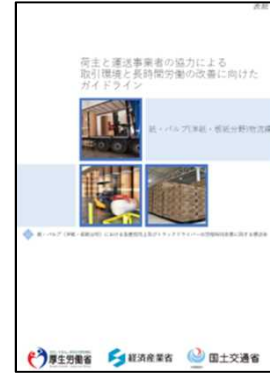 荷主と運送事業者の協力による
取引環境と長時間労働の改善に向けた
ガイドライン
紙・パルプ(洋紙・板紙分野)物流
厚生労働省
経済産業省
国土交通省